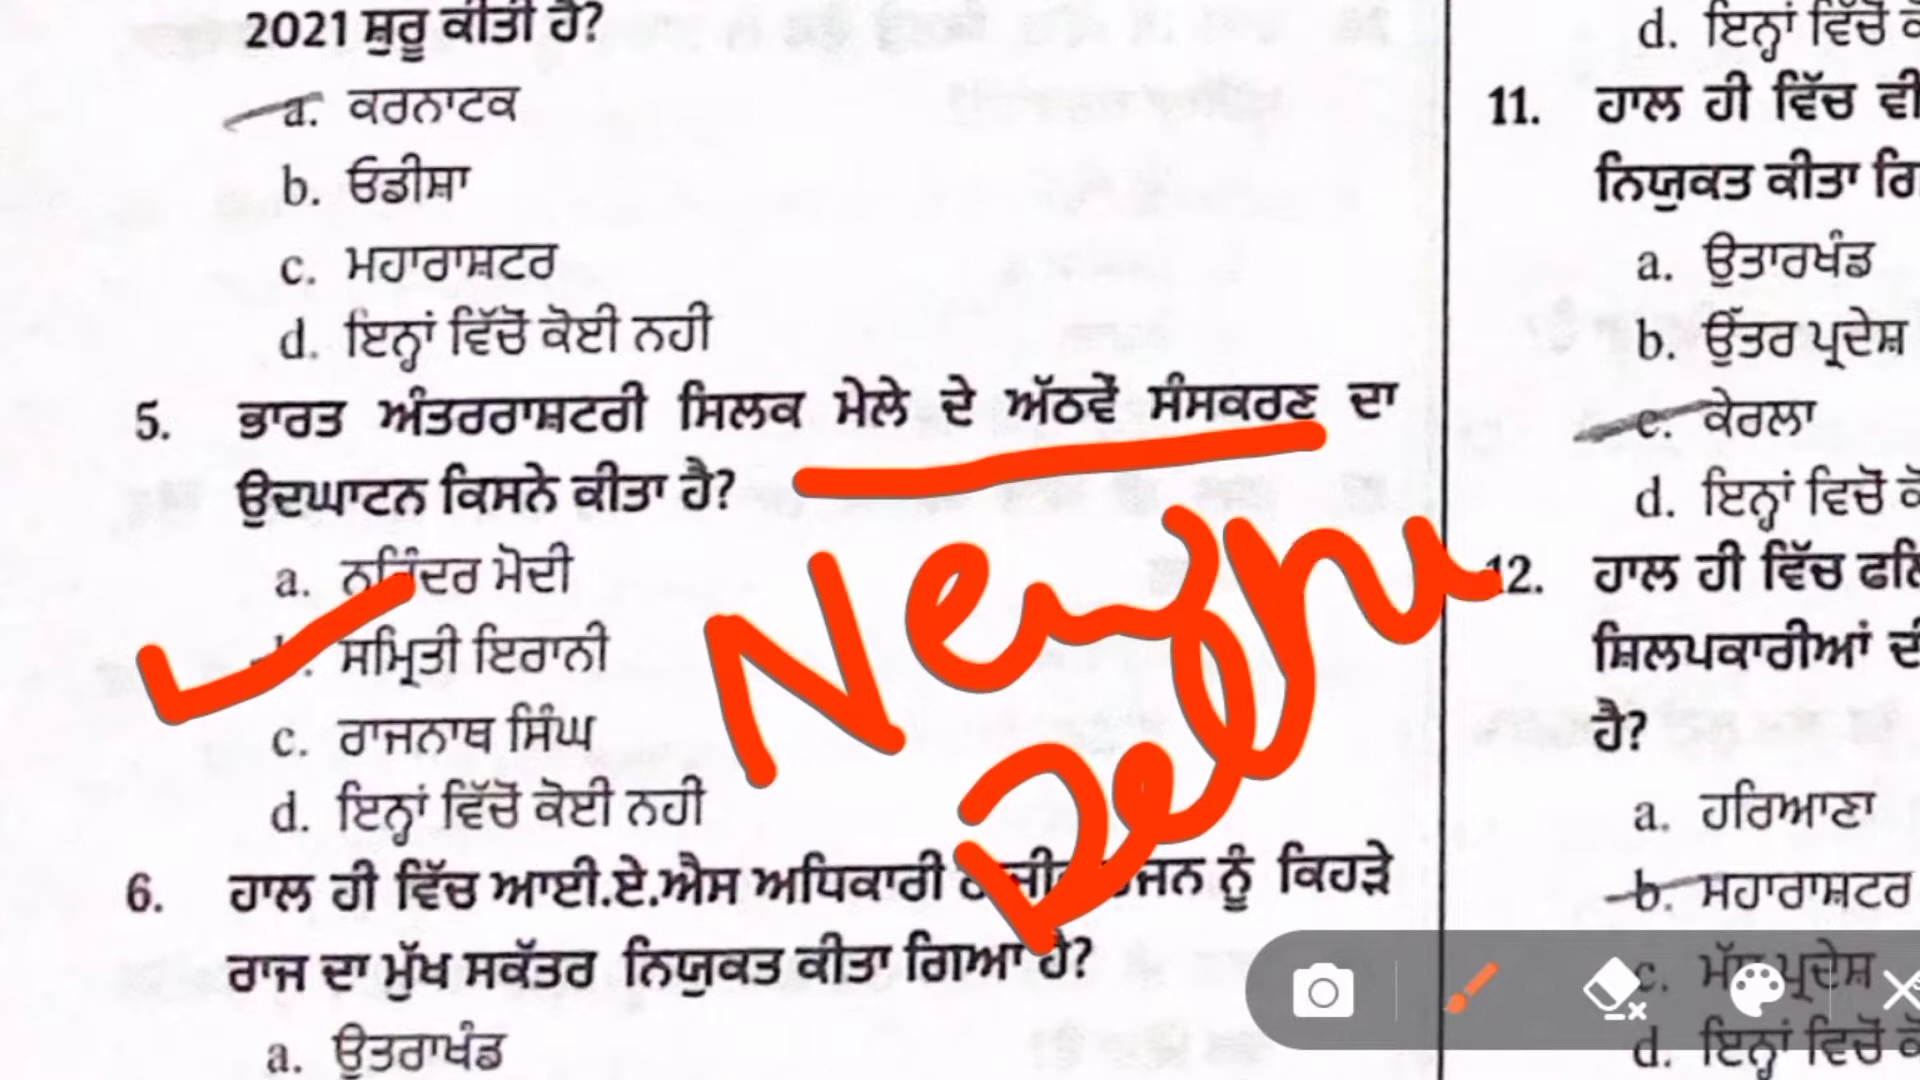 2021 ਸ਼ੁਰੂ ਕੀਤੀ ਹੈ?
a. ਕਰਨਾਟਕ
b. ਓਡੀਸ਼ਾ
c. ਮਹਾਰਾਸ਼ਟਰ
d. ਇਨ੍ਹਾਂ ਵਿੱਚੋਂ ਕੋਈ ਨਹੀ
5. ਭਾਰਤ ਅੰਤਰਰਾਸ਼ਟਰੀ ਸਿਲਕ ਮੇਲੇ ਦੇ ਅੱਠਵੇਂ ਸੰਸਕਰਣ ਦਾ
ਉਦਘਾਟਨ ਕਿਸਨੇ ਕੀਤਾ ਹੈ?
a. ਨਰਿੰਦਰ ਮੋਦੀ
ਸਮ੍ਰਿਤੀ ਇਰਾਨੀ
c. ਰਾਜਨਾਥ ਸਿੰਘ
d. ਇਨ੍ਹਾਂ ਵਿੱਚੋਂ ਕੋਈ ਨਹੀ
6. ਹਾਲ ਹੀ ਵਿੱਚ ਆਈ.ਏ.ਐਸ ਅਧਿਕਾਰੀ ਨੂੰ ਕਿਹੜੇ
ਰਾਜ ਦਾ ਮੁੱਖ ਸਕੱਤਰ ਨਿਯੁਕਤ ਕੀਤਾ ਗਿਆ ਹੈ?
a. ਉਤਰਾਖੰਡ
d. ਇਨ੍ਹਾਂ ਵਿੱਚੋਂ
11. ਹਾਲ ਹੀ ਵਿੱਚ ਵੀ
ਨਿਯੁਕਤ ਕੀਤਾ
a. ਉਤਾਰਖੰਡ
b. ਉੱਤਰ ਪ੍ਰਦੇਸ਼
c. ਕੇਰਲਾ
d. ਇਨ੍ਹਾਂ ਵਿਚੋਂ
12. ਹਾਲ ਹੀ ਵਿੱਚ
ਸ਼ਿਲਪਕਾਰੀਆਂ
ਹੈ?
a. ਹਰਿਆਣਾ
b. ਮਹਾਰਾਸ਼ਟਰ
c. ਪ੍ਰਦੇਸ਼
d. ਇਨ੍ਹਾਂ ਵਿਚੋਂ